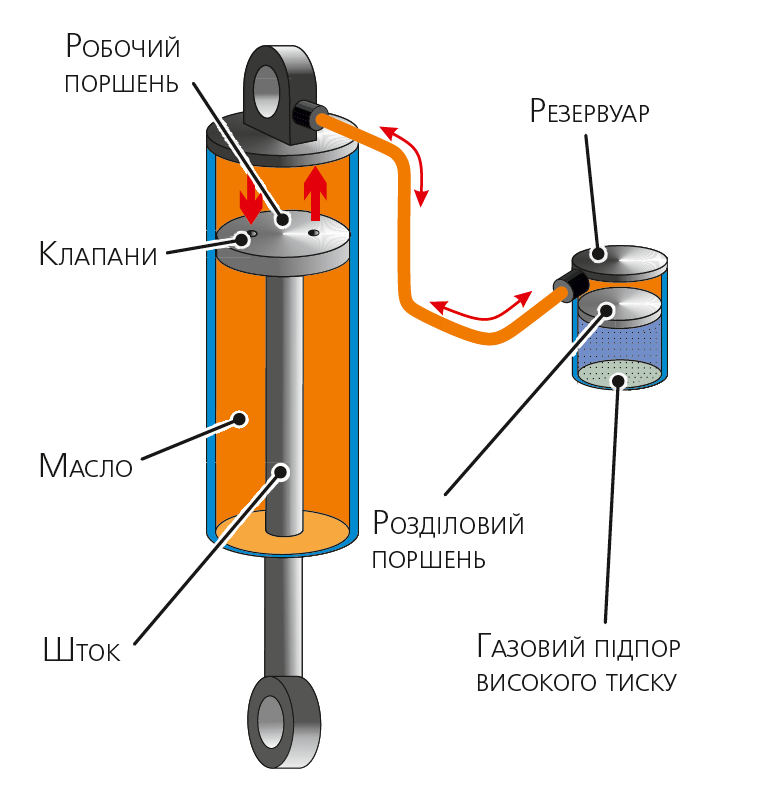 Робочий
поршень
Резервуар
Клапани
Масло
Розділовий
поршень
Шток
Газовий підпор
високого тиску